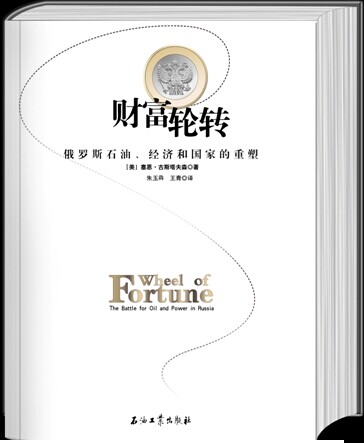 财富轮转
俄罗斯石油、经济和国家的重塑
［美］塞恩·古斯塔夫森◎著
朱玉犇 王青◎译
Wheel of
Fortune
The Battle for Oil and Power in Russia
石油工业出版社